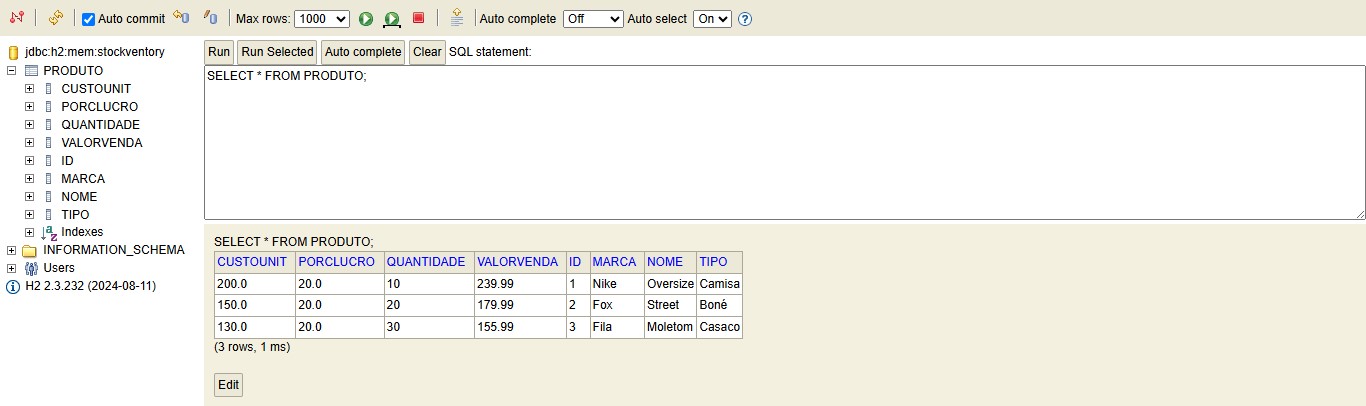 Auto commit Max rows: 1000 Auto complete Off Auto select On ?
jdbc:h2:mem:stockventory
PRODUTO
CUSTOUNIT
PORCLUCRO
QUANTIDADE
VALORVENDA
ID
MARCA
NOME
TIPO
Indexes
INFORMATION_SCHEMA
Users
H2 2.3.232 (2024-08-11)
Run Run Selected Auto complete Clear SQL statement:
SELECT * FROM PRODUTO;
SELECT * FROM PRODUTO;
CUSTOUNIT PORCLUCRO QUANTIDADE VALORVENDA ID MARCA NOME TIPO
200.0 20.0 10 239.99 1 Nike Oversize Camisa
150.0 20.0 20 179.99 2 Fox Street Boné
130.0 20.0 30 155.99 3 Fila Moletom Casaco
(3 rows, 1 ms)
Edit